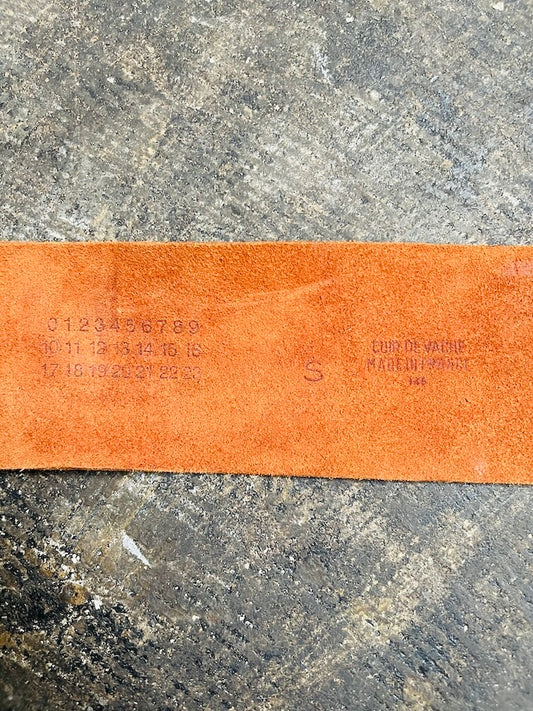 0 1 2 3 4 5 6 7 8 9
10 11 12 13 14 15 16
17 18 19 20 21 22 23
S
CUIR DE VACHE
MADE IN FRANCE